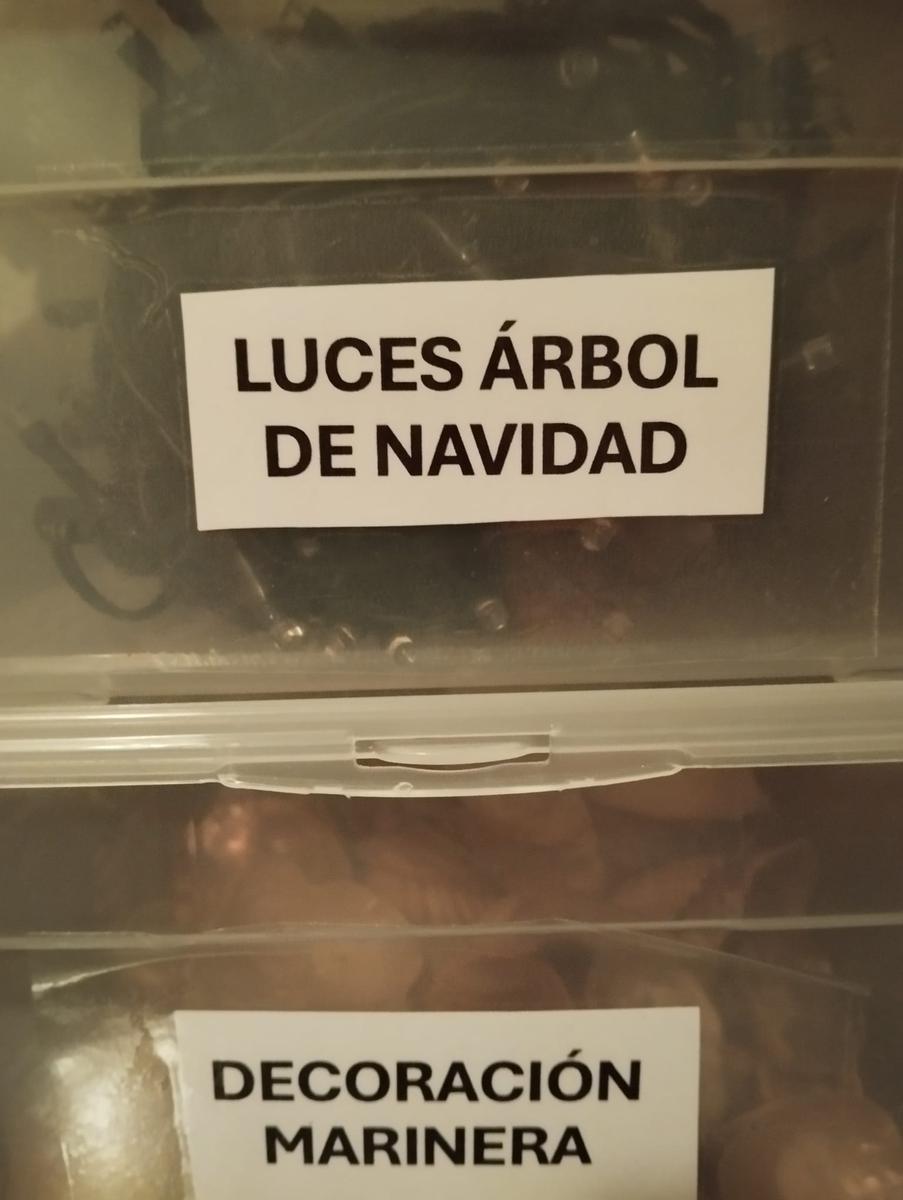 LUCES ÁRBOL
DE NAVIDAD
DECORACIÓN
MARINERA